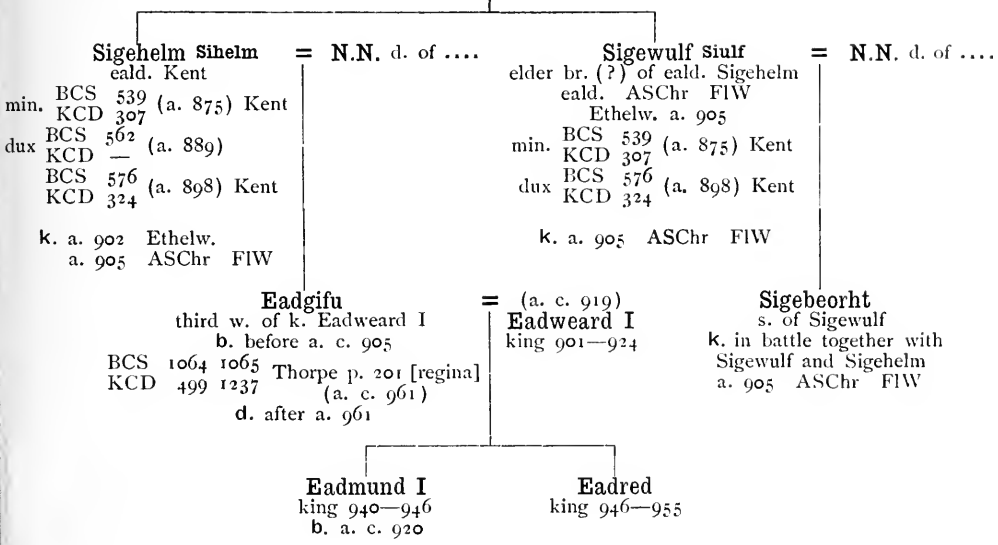 Sigehelm Sihelm = N.N. d. of ....
eald. Kent
min. BCS 539 KCD 307 (a. 875) Kent
dux BCS 562 KCD — (a. 889)
BCS 576 KCD 324 (a. 898) Kent
k. a. 902 Ethelw.
a. 905 ASChr FlW
Sigewulf Siulf = N.N. d. of ....
elder br. (?) of eald. Sigehelm
eald. ASChr FlW
Ethelw. a. 905
min. BCS 539 KCD 307 (a. 875) Kent
dux BCS 576 KCD 324 (a. 898) Kent
k. a. 905 ASChr FlW
Eadgifu = (a. c. 919)
third w. of k. Eadweard I
b. before a. c. 905
BCS 1064 1065
KCD 499 1237
Thorpe p. 201 [regina]
(a. c. 961)
d. after a. 961
Eadweard I
king 901—924
Sigebeorht
s. of Sigewulf
k. in battle together with
Sigewulf and Sigehelm
a. 905 ASChr FlW
Eadmund I
king 940—946
b. a. c. 920
Eadred
king 946—955